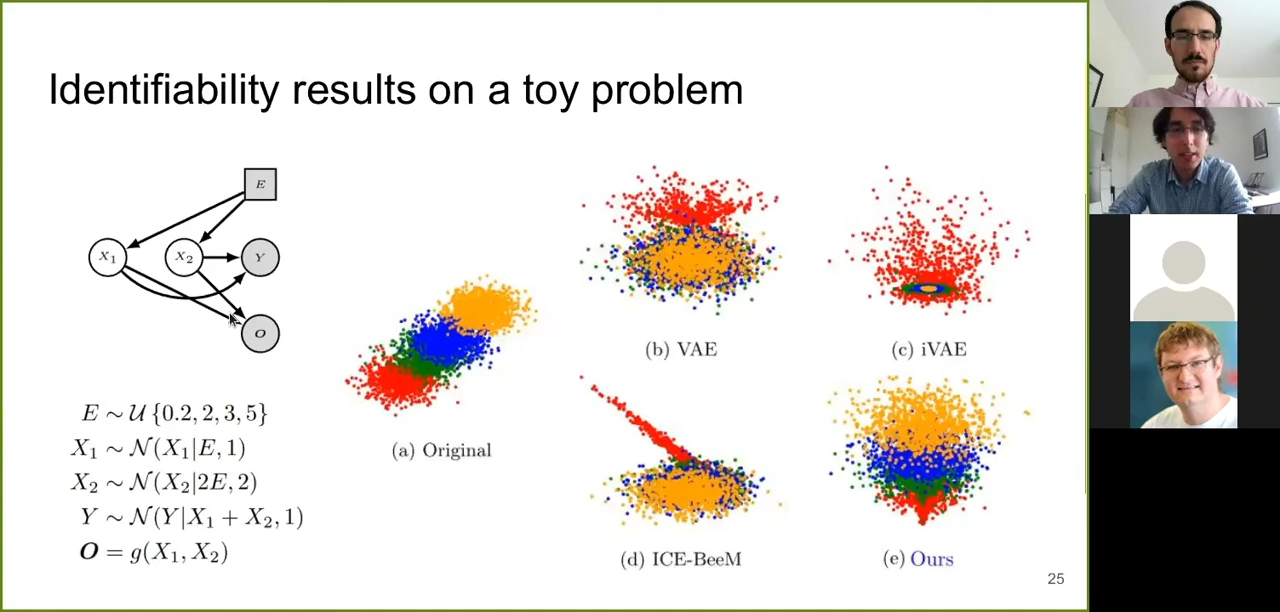 Identifiability results on a toy problem
E
X₁
X₂
Y
O
E ∼ 𝒰 {0.2, 2, 3, 5}
X₁ ∼ 𝒩(X₁|E, 1)
X₂ ∼ 𝒩(X₂|2E, 2)
Y ∼ 𝒩(Y|X₁ + X₂, 1)
O = g(X₁, X₂)
(a) Original
(b) VAE
(c) iVAE
(d) ICE-BeeM
(e) Ours
25